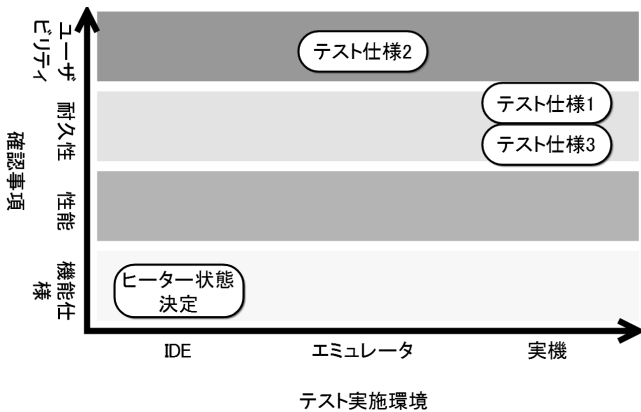 ユーザ
ビリティ
テスト仕様2
耐久性
テスト仕様1
テスト仕様3
確認事項
性能
機能仕
様
ヒーター状態
決定
IDE
エミュレータ
実機
テスト実施環境